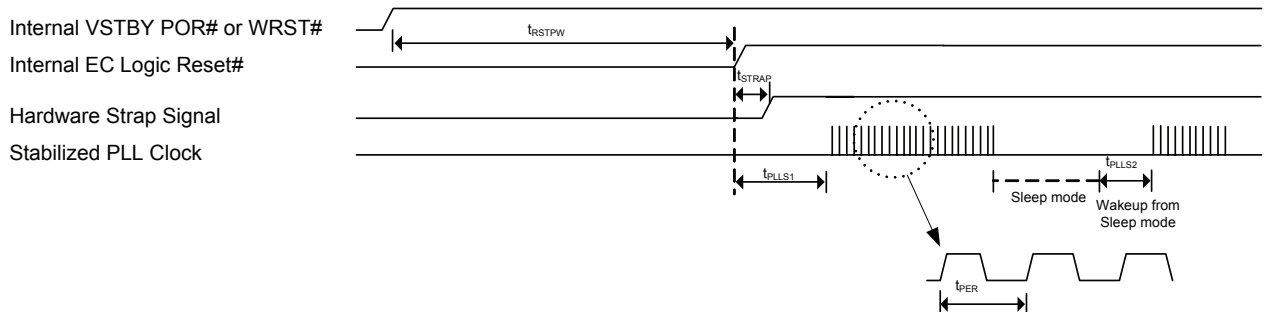 Internal VSTBY POR# or WRST#
tRSTPW
Internal EC Logic Reset#
tSTRAP
Hardware Strap Signal
Stabilized PLL Clock
tPLLS1
tPLLS2
Sleep mode
Wakeup from
Sleep mode
tPER